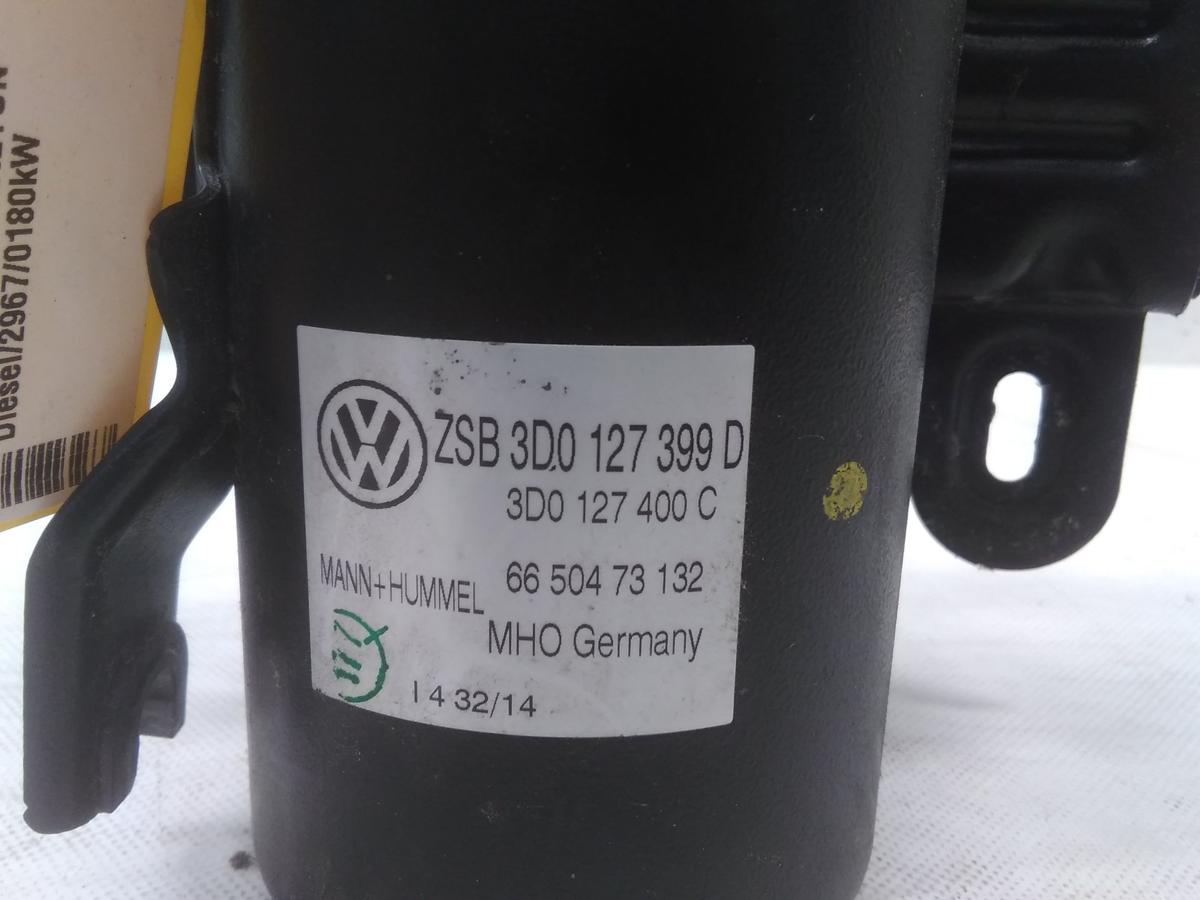 Diesel/2967/0180kW
ZSB 3D0 127 399 D
3D0 127 400 C
MANN+HUMMEL 66 504 73 132
MHO Germany
I 4 32/14